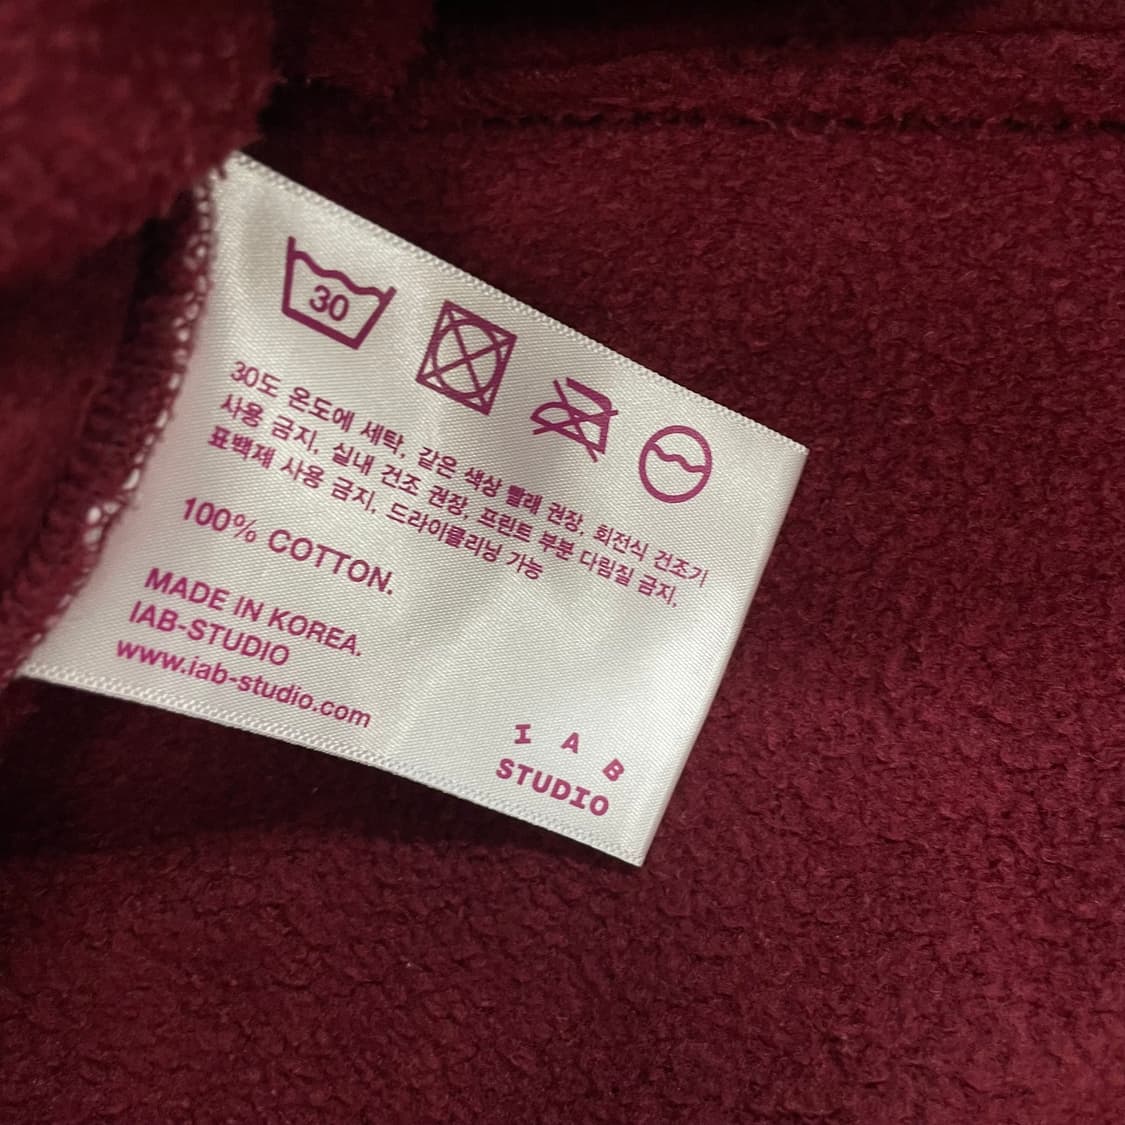 30
30도 온도에 세탁, 같은 색상 빨래 권장, 회전식 건조기
사용 금지, 실내 건조 권장, 프린트 부분 다림질 금지,
표백제 사용 금지, 드라이클리닝 가능
100% COTTON.
MADE IN KOREA.
IAB-STUDIO
www.iab-studio.com
I A B
STUDIO